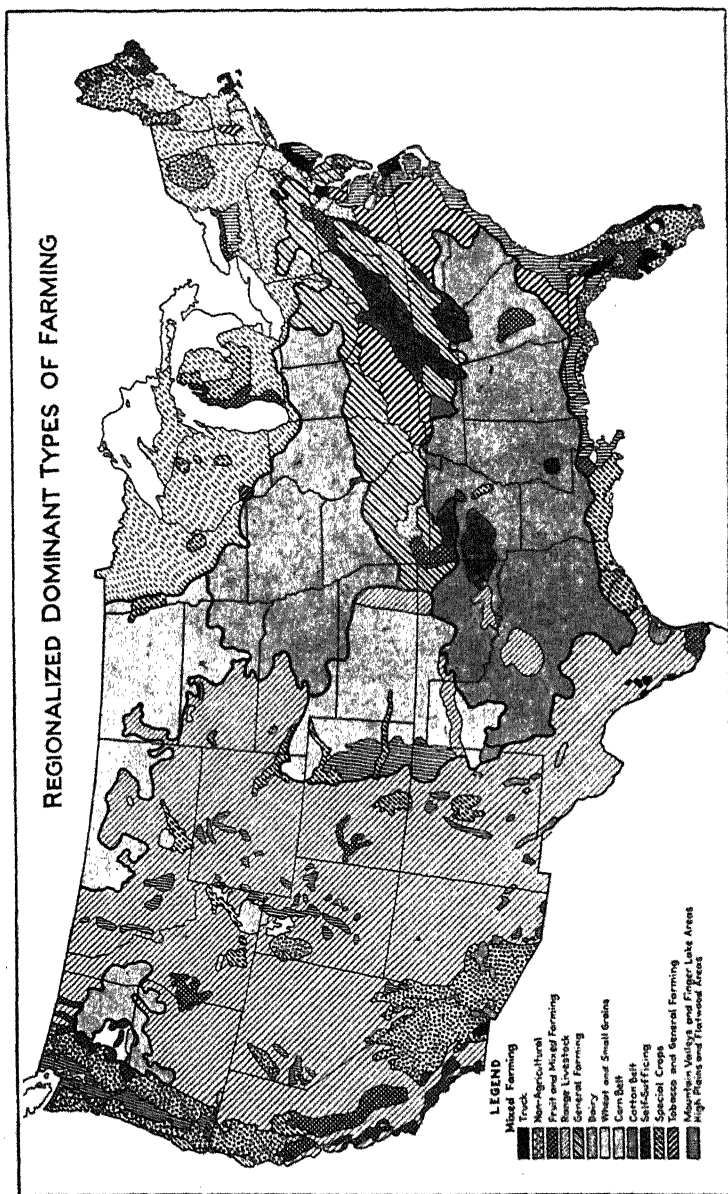 REGIONALIZED DOMINANT TYPES OF FARMING
LEGEND
Mixed Farming
Truck
Non-Agricultural
Fruit and Mixed Farming
Range Livestock
General Farming
Dairy
Wheat and Small Grains
Corn Belt
Cotton Belt
Self-Sufficing
Special Crops
Tobacco and General Farming
Mountain Valleys and Finger Lake Areas
High Plains and Flatwood Areas